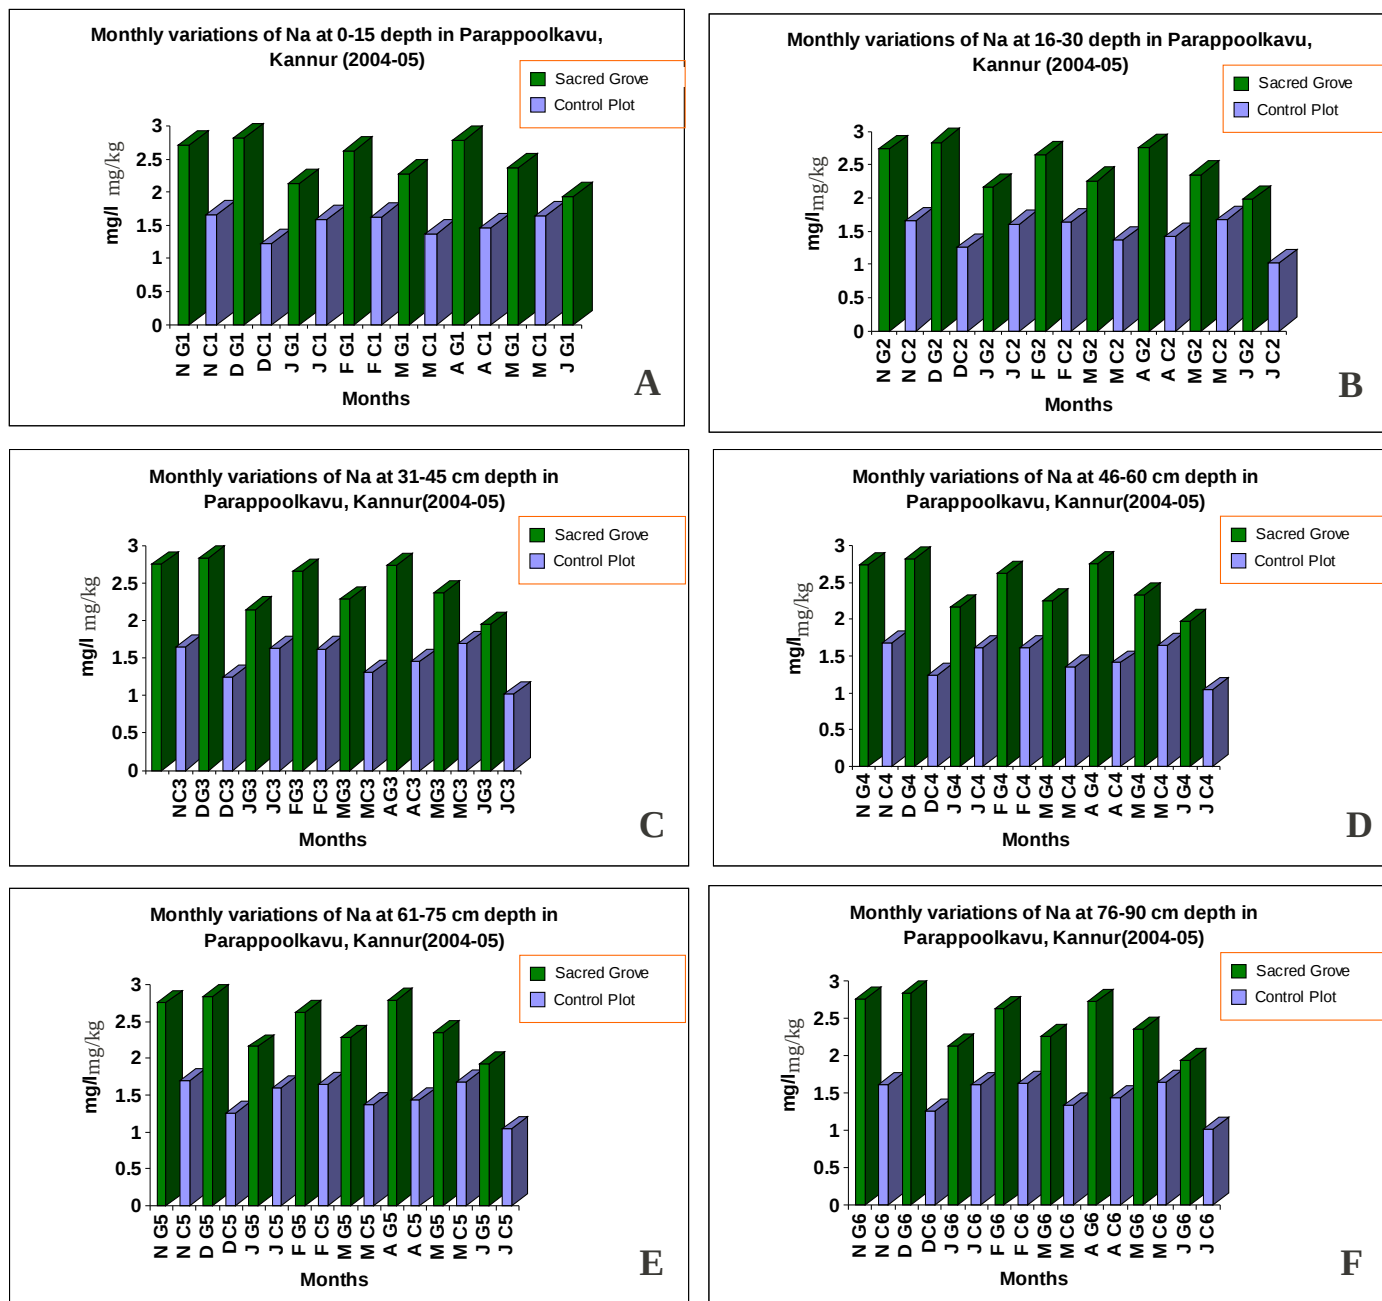 Monthly variations of Na at 0-15 depth in Parappoolkavu,
Kannur (2004-05)
Sacred Grove
Control Plot
3
2.5
2
1.5
1
0.5
0
mg/l mg/kg
N G1
N C1
D G1
DC1
J G1
J C1
F G1
F C1
M G1
M C1
A G1
A C1
M G1
M C1
J G1
Months
A
Monthly variations of Na at 16-30 depth in Parappoolkavu,
Kannur (2004-05)
Sacred Grove
Control Plot
3
2.5
2
1.5
1
0.5
0
mg/l mg/kg
N G2
N C2
D G2
DC2
J G2
J C2
F G2
F C2
M G2
M C2
A G2
A C2
M G2
M C2
J G2
J C2
Months
B
Monthly variations of Na at 31-45 cm depth in
Parappoolkavu, Kannur(2004-05)
Sacred Grove
Control Plot
3
2.5
2
1.5
1
0.5
0
mg/l mg/kg
NC3
DG3
DC3
JG3
JC3
FG3
FC3
MG3
MC3
AG3
AC3
MG3
MC3
JG3
JC3
Months
C
Monthly variations of Na at 46-60 cm depth in
Parappoolkavu, Kannur(2004-05)
Sacred Grove
Control Plot
3
2.5
2
1.5
1
0.5
0
mg/l mg/kg
N G4
N C4
D G4
DC4
J G4
J C4
F G4
F C4
M G4
M C4
A G4
A C4
M G4
M C4
J G4
J C4
Months
D
Monthly variations of Na at 61-75 cm depth in
Parappoolkavu, Kannur(2004-05)
Sacred Grove
Control Plot
3
2.5
2
1.5
1
0.5
0
mg/l mg/kg
N G5
N C5
D G5
DC5
J G5
J C5
F G5
F C5
M G5
M C5
A G5
A C5
M G5
M C5
J G5
J C5
Months
E
Monthly variations of Na at 76-90 cm depth in
Parappoolkavu, Kannur(2004-05)
Sacred Grove
Control Plot
3
2.5
2
1.5
1
0.5
0
mg/l mg/kg
N G6
N C6
D G6
DC6
J G6
J C6
F G6
F C6
M G6
M C6
A G6
A C6
M G6
M C6
J G6
J C6
Months
F